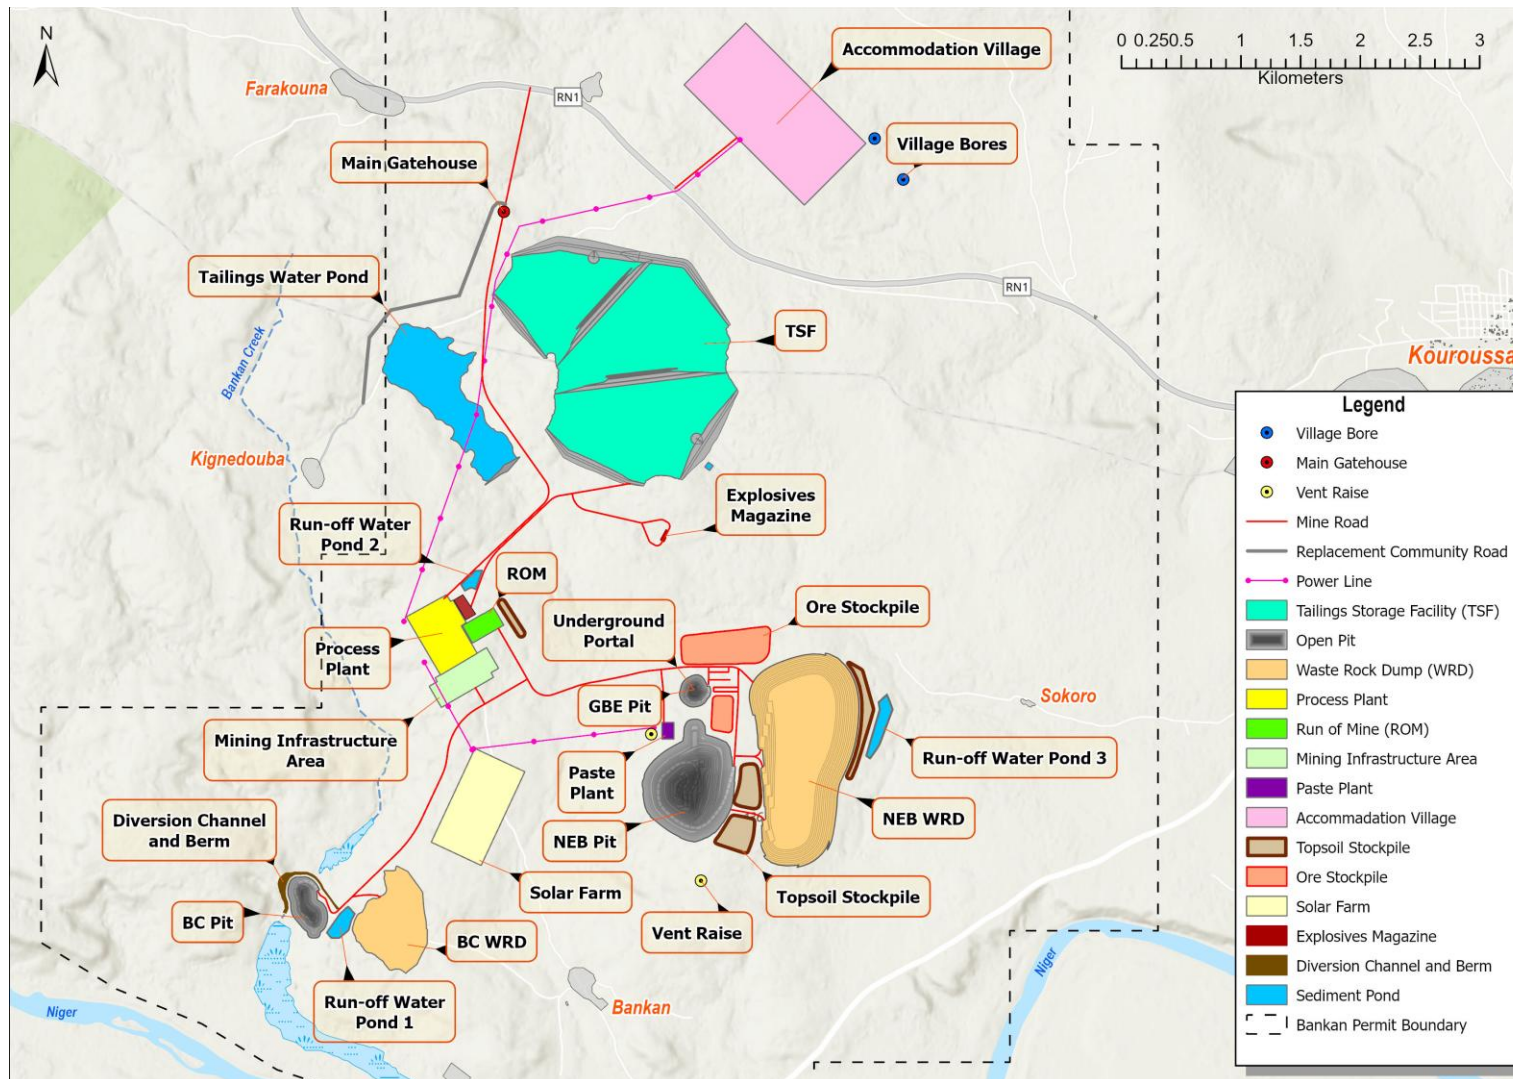 N
0 0.250.5 1 1.5 2 2.5 3
Kilometers
Accommodation Village
Farakouna
RN1
Village Bores
Main Gatehouse
Tailings Water Pond
RN1
Bankan Creek
TSF
Kouroussa
Kignedouba
Explosives
Magazine
Run-off Water
Pond 2
ROM
Underground
Portal
Ore Stockpile
Process
Plant
GBE Pit
Sokoro
Mining Infrastructure
Area
Run-off Water Pond 3
Paste
Plant
Diversion Channel
and Berm
NEB Pit
NEB WRD
Solar Farm
Topsoil Stockpile
BC Pit
BC WRD
Vent Raise
Run-off Water
Pond 1
Bankan
Niger
Niger
Legend
Village Bore
Main Gatehouse
Vent Raise
Mine Road
Replacement Community Road
Power Line
Tailings Storage Facility (TSF)
Open Pit
Waste Rock Dump (WRD)
Process Plant
Run of Mine (ROM)
Mining Infrastructure Area
Paste Plant
Accommadation Village
Topsoil Stockpile
Ore Stockpile
Solar Farm
Explosives Magazine
Diversion Channel and Berm
Sediment Pond
Bankan Permit Boundary